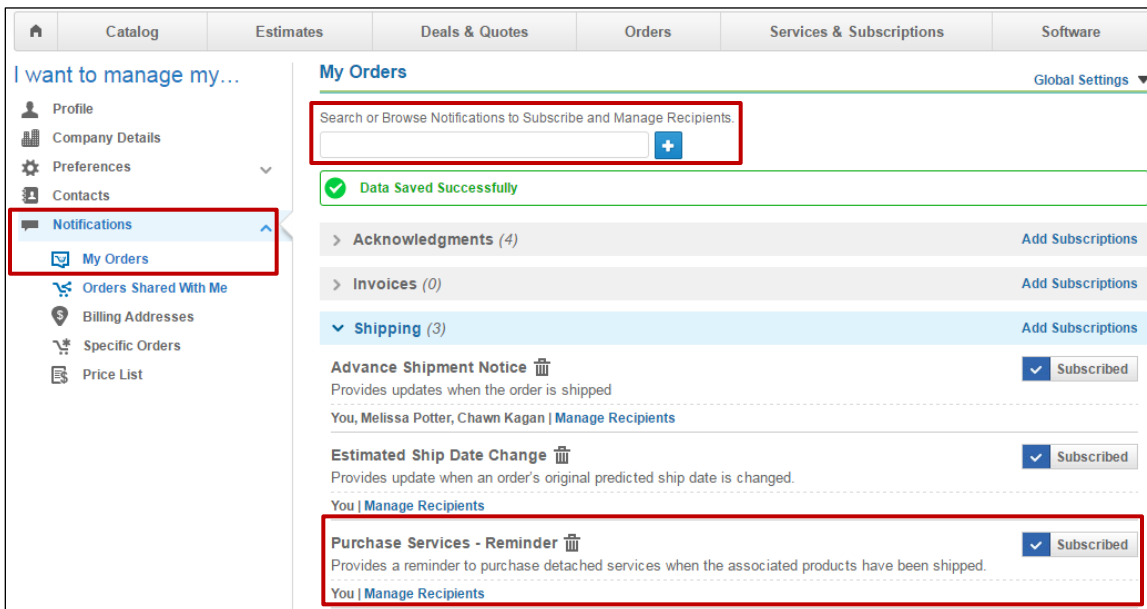 Catalog Estimates Deals & Quotes Orders Services & Subscriptions Software
I want to manage my…
Profile
Company Details
Preferences
Contacts
Notifications
My Orders
Orders Shared With Me
Billing Addresses
Specific Orders
Price List
My Orders
Global Settings
Search or Browse Notifications to Subscribe and Manage Recipients.
Data Saved Successfully
Acknowledgments (4) Add Subscriptions
Invoices (0) Add Subscriptions
Shipping (3) Add Subscriptions
Advance Shipment Notice Subscribed
Provides updates when the order is shipped
You, Melissa Potter, Chawn Kagan | Manage Recipients
Estimated Ship Date Change Subscribed
Provides update when an order's original predicted ship date is changed.
You | Manage Recipients
Purchase Services - Reminder Subscribed
Provides a reminder to purchase detached services when the associated products have been shipped.
You | Manage Recipients